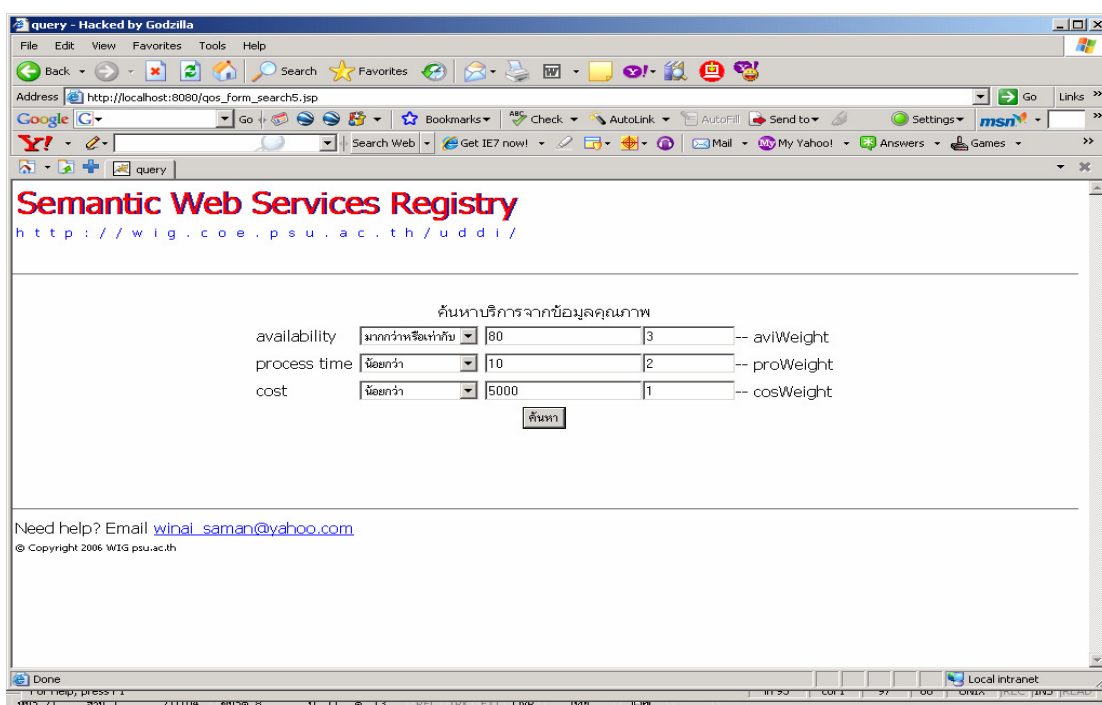 query - Hacked by Godzilla
File Edit View Favorites Tools Help
Back Search Favorites
Address http://localhost:8080/qos_form_search5.jsp Go Links »
Google G Go Bookmarks ABC Check AutoLink AutoFill Send to Settings msn »
Y! Search Web Get IE7 now! Mail My My Yahoo! Answers Games »
query
Semantic Web Services Registry
http://wig.coe.psu.ac.th/uddi/
ค้นหาบริการจากข้อมูลคุณภาพ
availability มากกว่าหรือเท่ากับ 80 3 -- aviWeight
process time น้อยกว่า 10 2 -- proWeight
cost น้อยกว่า 5000 1 -- cosWeight
ค้นหา
Need help? Email winai_saman@yahoo.com
© Copyright 2006 WIG psu.ac.th
Done Local intranet